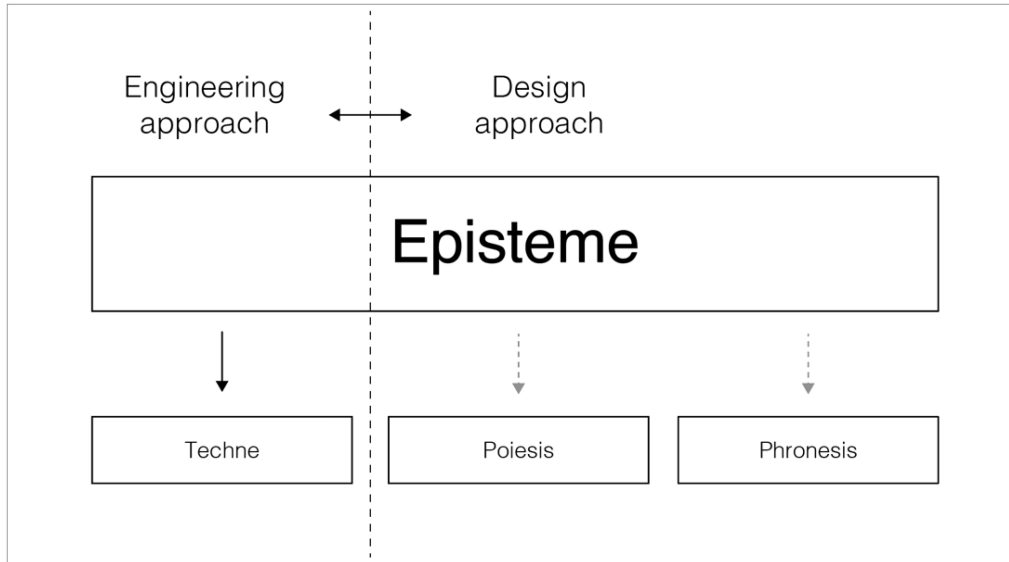 Engineering
approach
Design
approach
Episteme
Techne
Poiesis
Phronesis